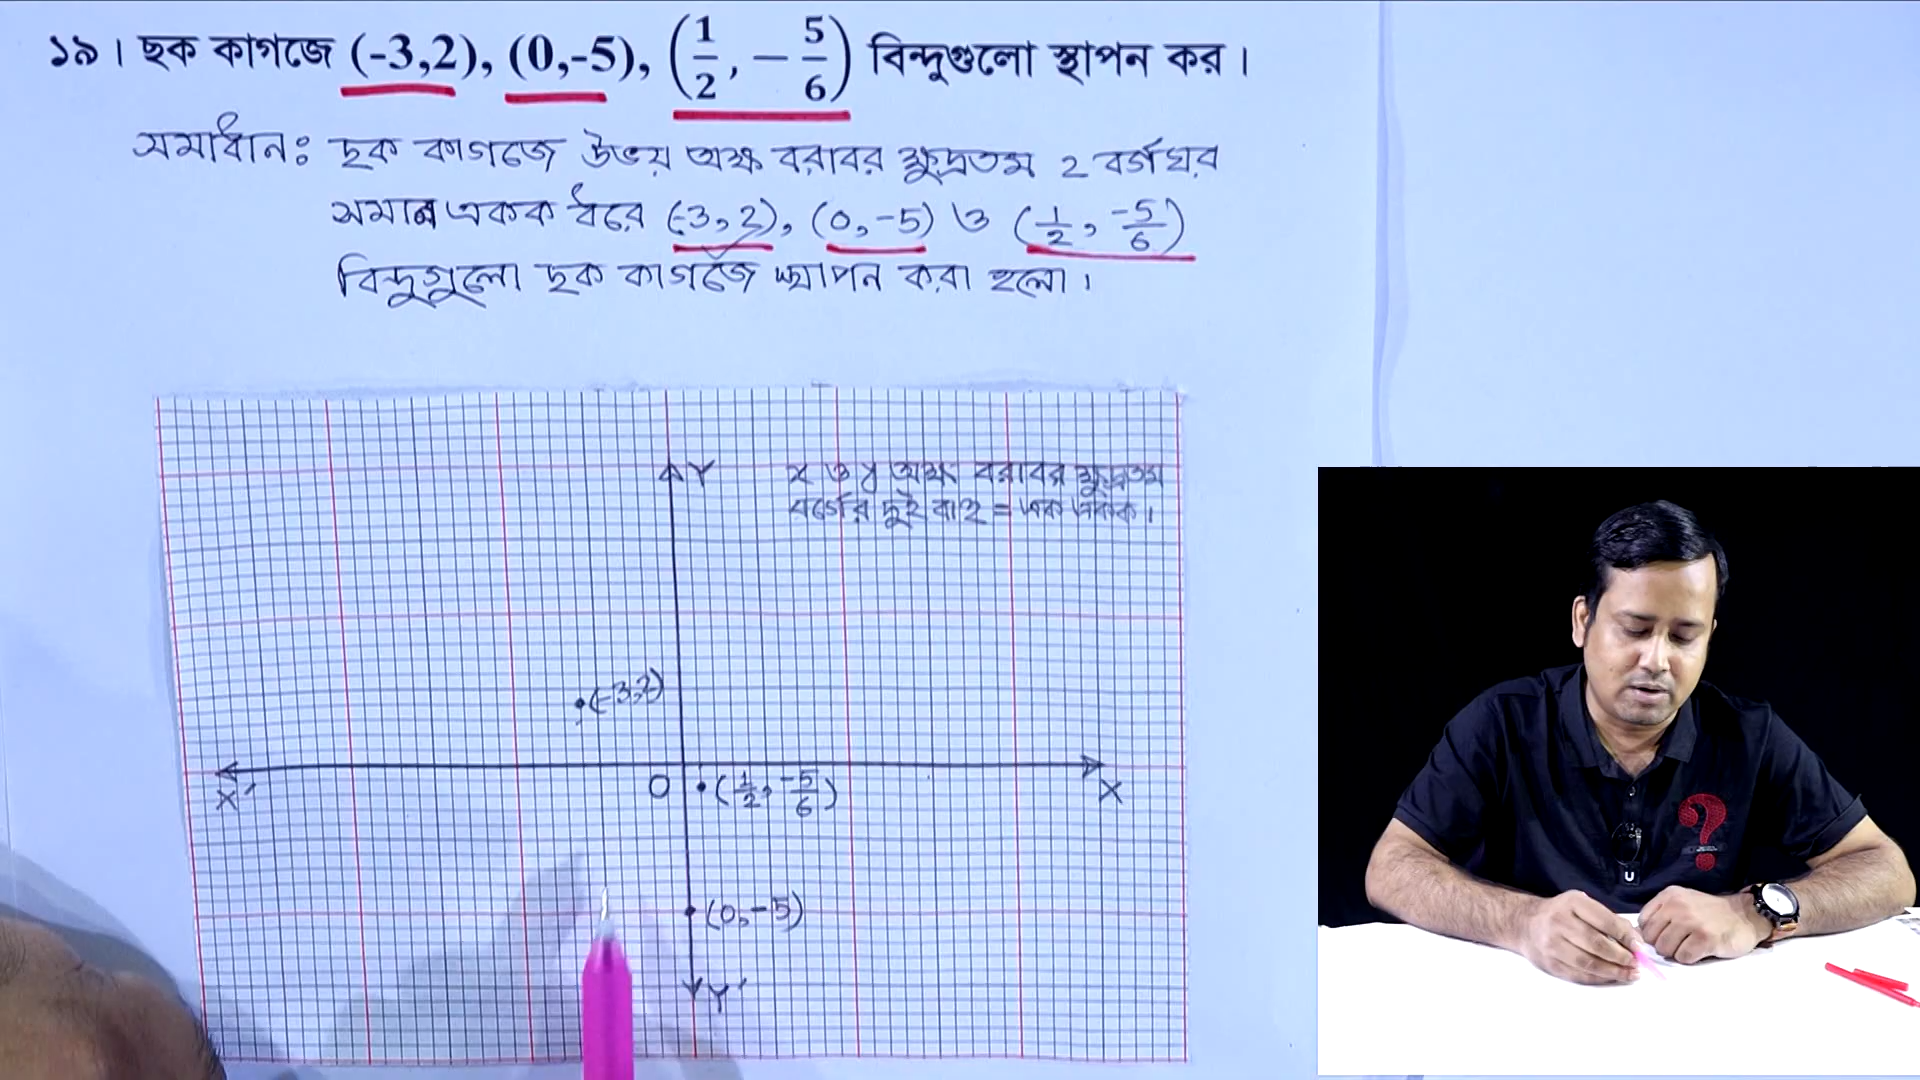 ১৯। ছক কাগজে (-3,2), (0,-5), (1/2, - 5/6) বিন্দুগুলো স্থাপন কর।
সমাধান: ছক কাগজে উভয় অক্ষ বরাবর ক্ষুদ্রতম 2 বর্গঘর
সমান একক ধরে (-3, 2), (0, -5) ও (1/2, -5/6)
বিন্দুগুলো ছক কাগজে স্থাপন করা হলো।
Y
x ও y অক্ষ বরাবর ক্ষুদ্রতম
বর্গের দুই বাহু = এক একক।
(-3,2)
X'
O
(1/2, -5/6)
X
(0, -5)
Y'
?
U